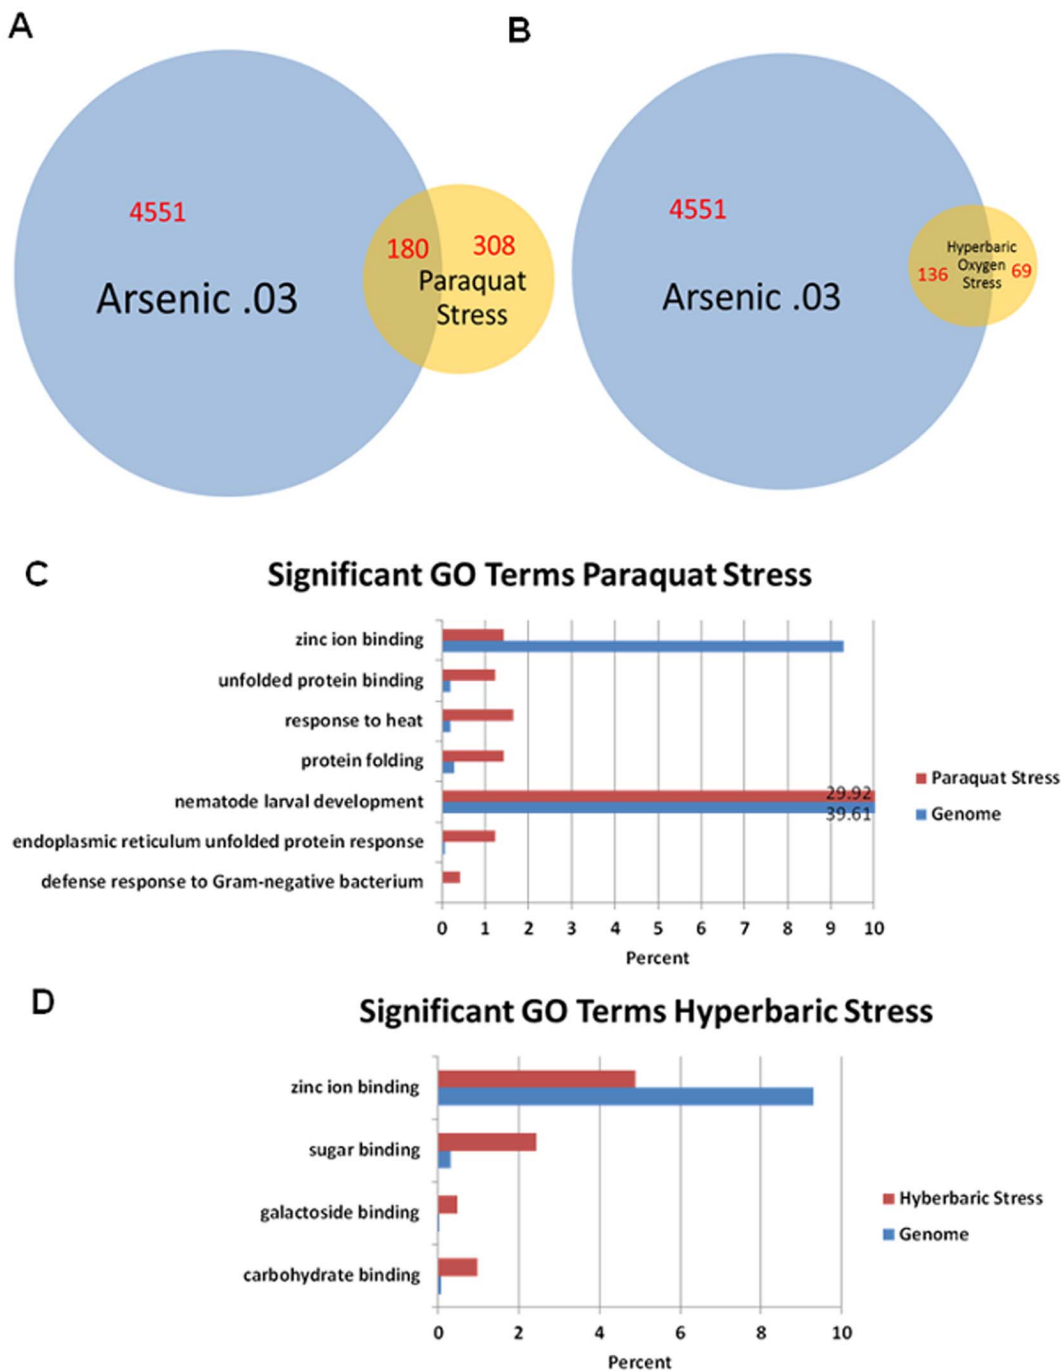 A
B
4551
180
308
Arsenic .03
Paraquat
Stress
4551
Hyperbaric
Oxygen
Stress
136
69
Arsenic .03
C
Significant GO Terms Paraquat Stress
zinc ion binding
unfolded protein binding
response to heat
protein folding
nematode larval development
endoplasmic reticulum unfolded protein response
defense response to Gram-negative bacterium
29.92
39.61
Paraquat Stress
Genome
0 1 2 3 4 5 6 7 8 9 10
Percent
D
Significant GO Terms Hyperbaric Stress
zinc ion binding
sugar binding
galactoside binding
carbohydrate binding
Hyberbaric Stress
Genome
0 2 4 6 8 10
Percent